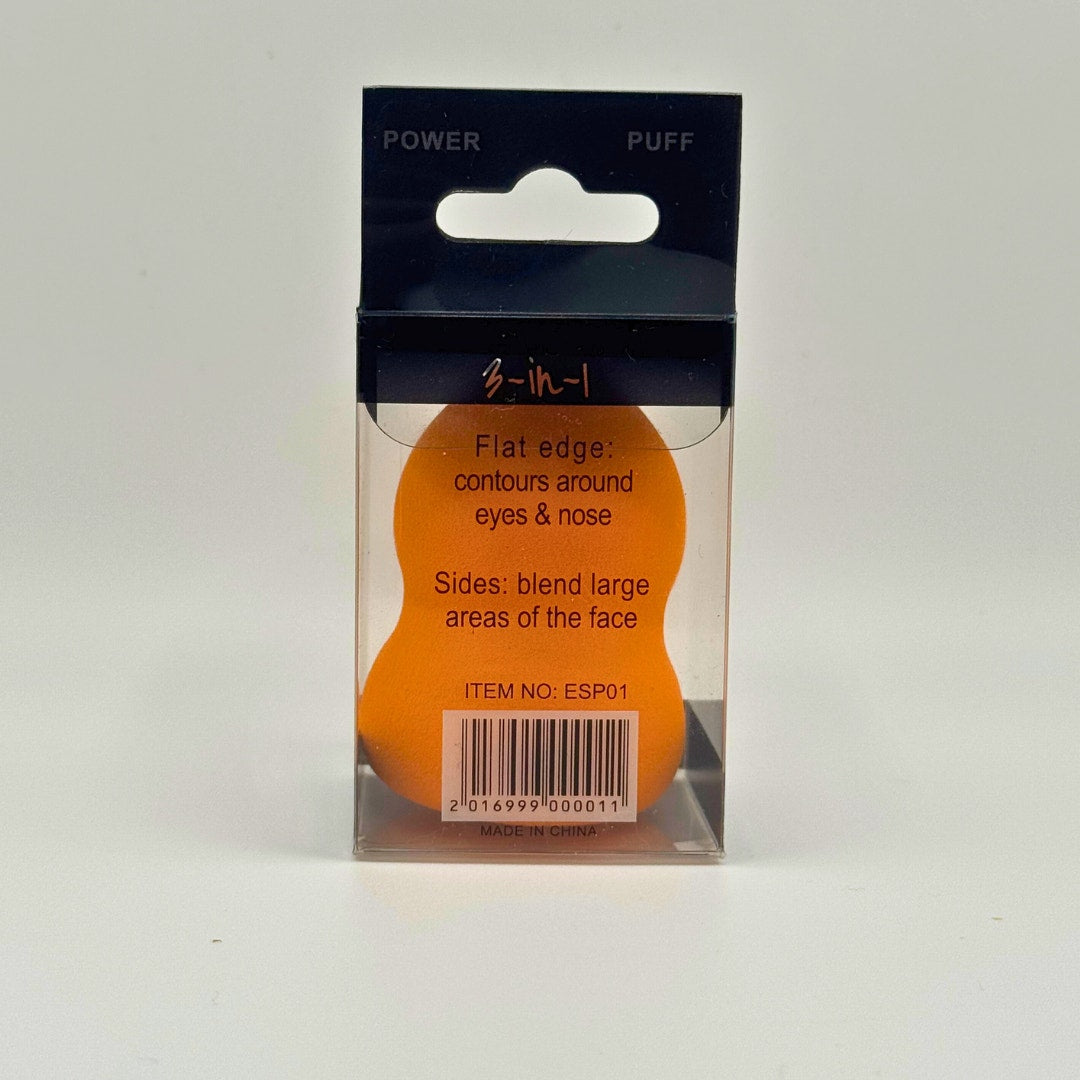 POWER PUFF
3-in-1
Flat edge:
contours around
eyes & nose
Sides: blend large
areas of the face
ITEM NO: ESP01
2 016999 000011
MADE IN CHINA